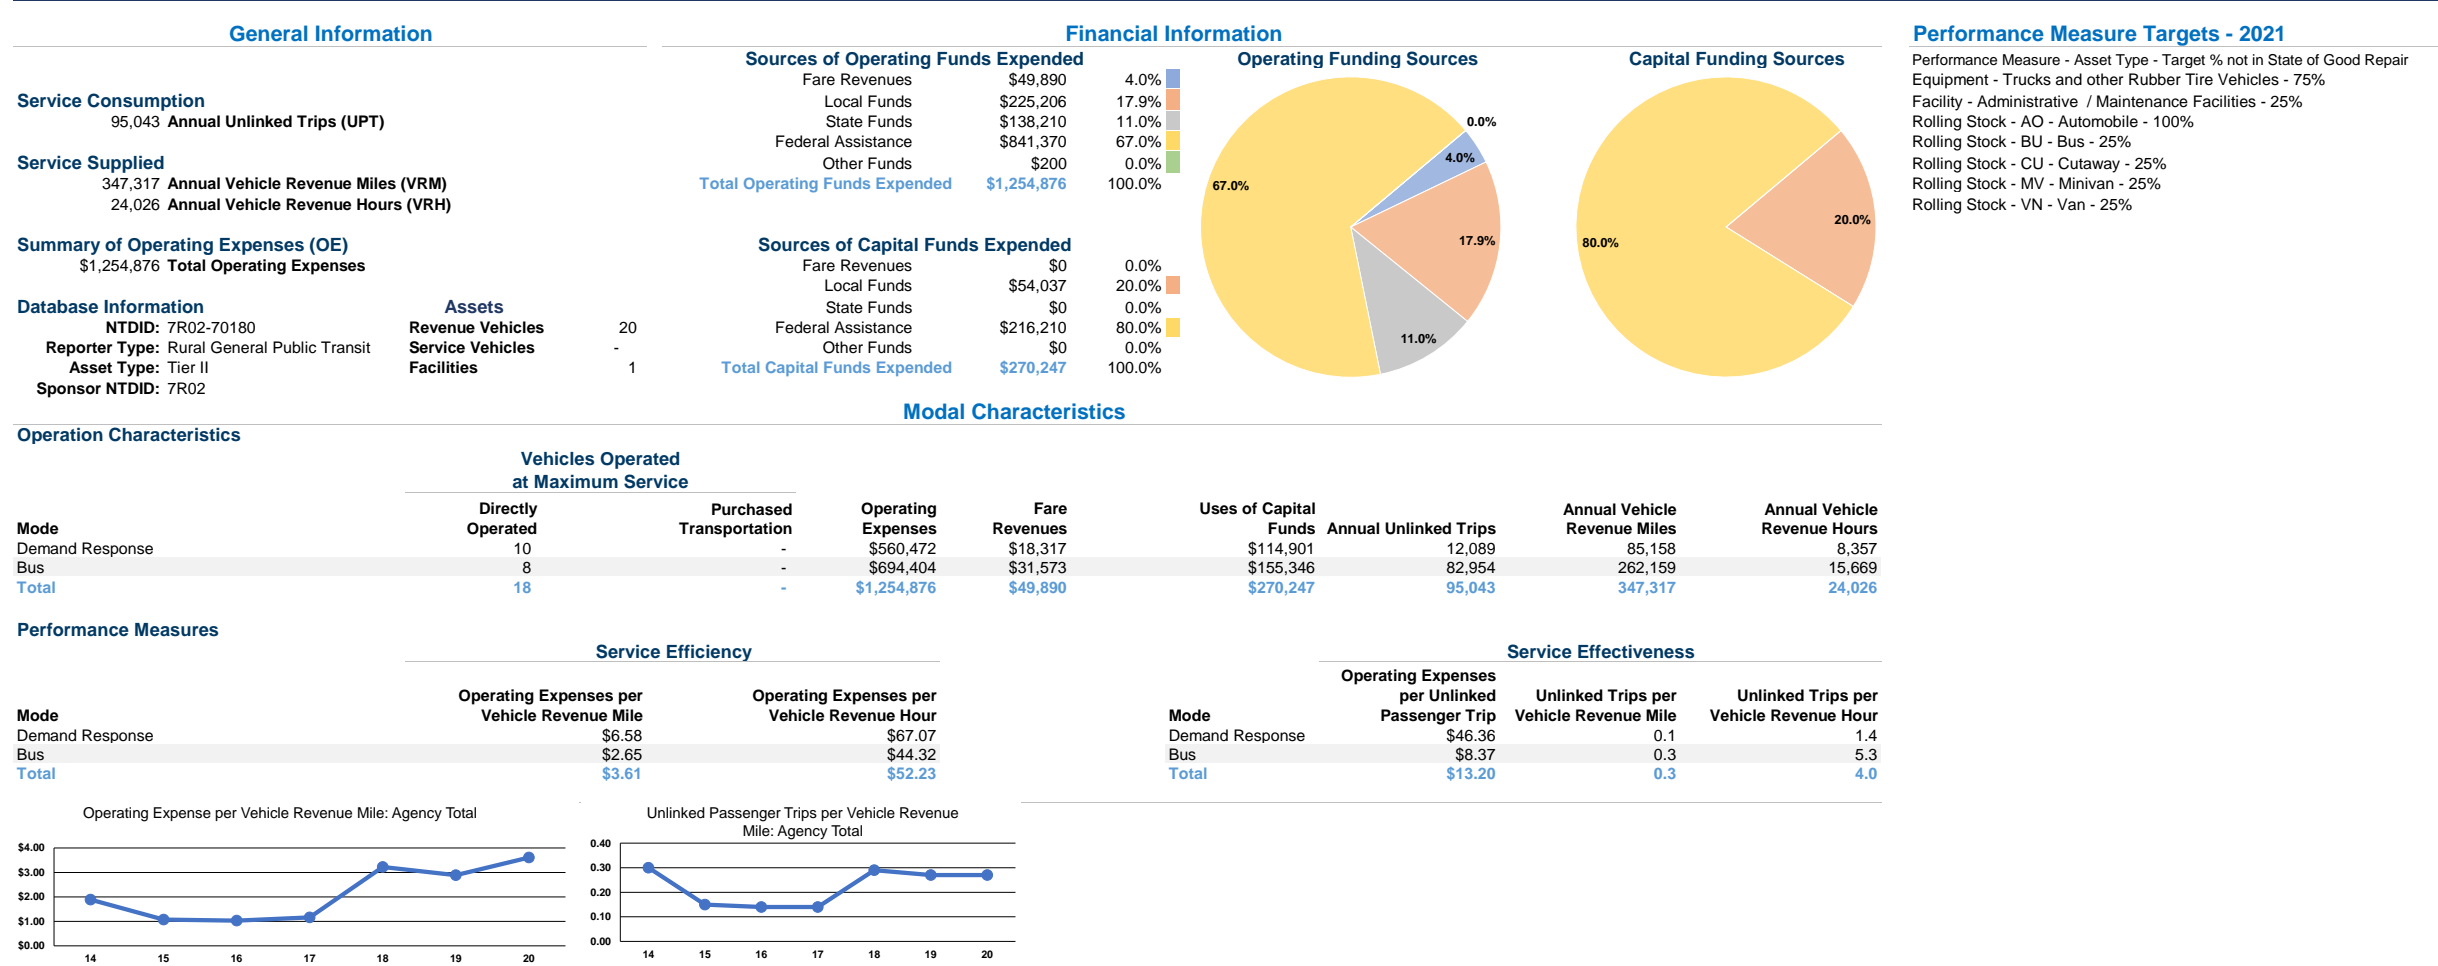 General Information
Service Consumption
95,043 Annual Unlinked Trips (UPT)
Service Supplied
347,317 Annual Vehicle Revenue Miles (VRM)
24,026 Annual Vehicle Revenue Hours (VRH)
Summary of Operating Expenses (OE)
$1,254,876 Total Operating Expenses
Database Information
NTDID: 7R02-70180
Reporter Type: Rural General Public Transit
Asset Type: Tier II
Sponsor NTDID: 7R02
Assets
Revenue Vehicles 20
Service Vehicles -
Facilities 1
Financial Information
Sources of Operating Funds Expended
Fare Revenues $49,890 4.0%
Local Funds $225,206 17.9%
State Funds $138,210 11.0%
Federal Assistance $841,370 67.0%
Other Funds $200 0.0%
Total Operating Funds Expended $1,254,876 100.0%
Sources of Capital Funds Expended
Fare Revenues $0 0.0%
Local Funds $54,037 20.0%
State Funds $0 0.0%
Federal Assistance $216,210 80.0%
Other Funds $0 0.0%
Total Capital Funds Expended $270,247 100.0%
Operating Funding Sources
0.0%
4.0%
67.0%
17.9%
11.0%
Capital Funding Sources
20.0%
80.0%
Performance Measure Targets - 2021
Performance Measure - Asset Type - Target % not in State of Good Repair
Equipment - Trucks and other Rubber Tire Vehicles - 75%
Facility - Administrative / Maintenance Facilities - 25%
Rolling Stock - AO - Automobile - 100%
Rolling Stock - BU - Bus - 25%
Rolling Stock - CU - Cutaway - 25%
Rolling Stock - MV - Minivan - 25%
Rolling Stock - VN - Van - 25%
Modal Characteristics
Operation Characteristics
Vehicles Operated
at Maximum Service
Directly Purchased Operating Fare Uses of Capital Annual Vehicle Annual Vehicle
Mode Operated Transportation Expenses Revenues Funds Annual Unlinked Trips Revenue Miles Revenue Hours
Demand Response 10 - $560,472 $18,317 $114,901 12,089 85,158 8,357
Bus 8 - $694,404 $31,573 $155,346 82,954 262,159 15,669
Total 18 - $1,254,876 $49,890 $270,247 95,043 347,317 24,026
Performance Measures
Service Efficiency
Operating Expenses per Operating Expenses per
Mode Vehicle Revenue Mile Vehicle Revenue Hour
Demand Response $6.58 $67.07
Bus $2.65 $44.32
Total $3.61 $52.23
Service Effectiveness
Operating Expenses
per Unlinked Unlinked Trips per Unlinked Trips per
Mode Passenger Trip Vehicle Revenue Mile Vehicle Revenue Hour
Demand Response $46.36 0.1 1.4
Bus $8.37 0.3 5.3
Total $13.20 0.3 4.0
Operating Expense per Vehicle Revenue Mile: Agency Total
$4.00
$3.00
$2.00
$1.00
$0.00
14 15 16 17 18 19 20
Unlinked Passenger Trips per Vehicle Revenue
Mile: Agency Total
0.40
0.30
0.20
0.10
0.00
14 15 16 17 18 19 20